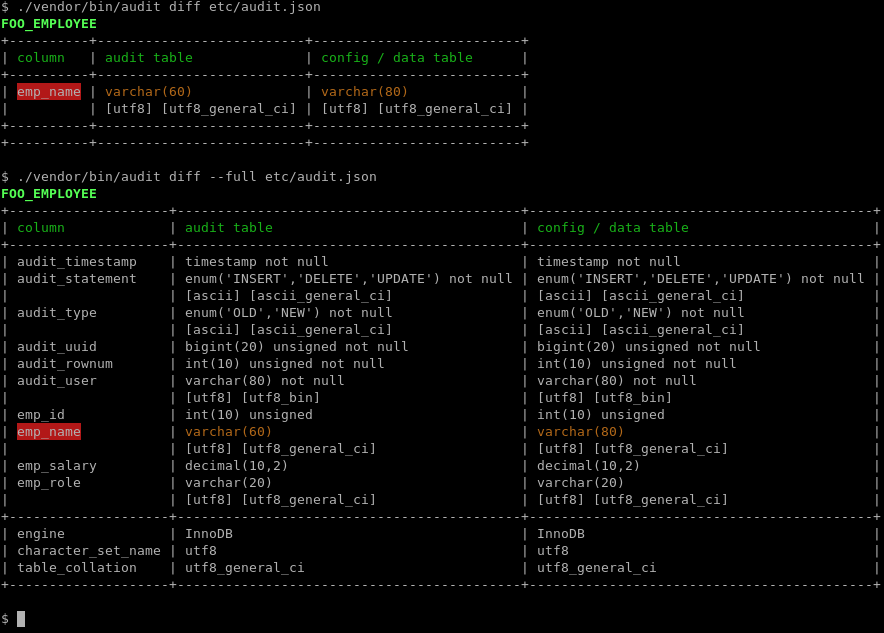 $ ./vendor/bin/audit diff etc/audit.json
FOO_EMPLOYEE
+----------+--------------------------+--------------------------+
| column   | audit table              | config / data table      |
+----------+--------------------------+--------------------------+
| emp_name | varchar(60)              | varchar(80)              |
|          | [utf8] [utf8_general_ci] | [utf8] [utf8_general_ci] |
+----------+--------------------------+--------------------------+
+----------+--------------------------+--------------------------+
$ ./vendor/bin/audit diff --full etc/audit.json
FOO_EMPLOYEE
+--------------------+-------------------------------------------+-------------------------------------------+
| column             | audit table                               | config / data table                       |
+--------------------+-------------------------------------------+-------------------------------------------+
| audit_timestamp    | timestamp not null                        | timestamp not null                        |
| audit_statement    | enum('INSERT','DELETE','UPDATE') not null | enum('INSERT','DELETE','UPDATE') not null |
|                    | [ascii] [ascii_general_ci]                | [ascii] [ascii_general_ci]                |
| audit_type         | enum('OLD','NEW') not null                | enum('OLD','NEW') not null                |
|                    | [ascii] [ascii_general_ci]                | [ascii] [ascii_general_ci]                |
| audit_uuid         | bigint(20) unsigned not null              | bigint(20) unsigned not null              |
| audit_rownum       | int(10) unsigned not null                 | int(10) unsigned not null                 |
| audit_user         | varchar(80) not null                      | varchar(80) not null                      |
|                    | [utf8] [utf8_bin]                         | [utf8] [utf8_bin]                         |
| emp_id             | int(10) unsigned                          | int(10) unsigned                          |
| emp_name           | varchar(60)                               | varchar(80)                               |
|                    | [utf8] [utf8_general_ci]                  | [utf8] [utf8_general_ci]                  |
| emp_salary         | decimal(10,2)                             | decimal(10,2)                             |
| emp_role           | varchar(20)                               | varchar(20)                               |
|                    | [utf8] [utf8_general_ci]                  | [utf8] [utf8_general_ci]                  |
+--------------------+-------------------------------------------+-------------------------------------------+
| engine             | InnoDB                                    | InnoDB                                    |
| character_set_name | utf8                                      | utf8                                      |
| table_collation    | utf8_general_ci                           | utf8_general_ci                           |
+--------------------+-------------------------------------------+-------------------------------------------+
$